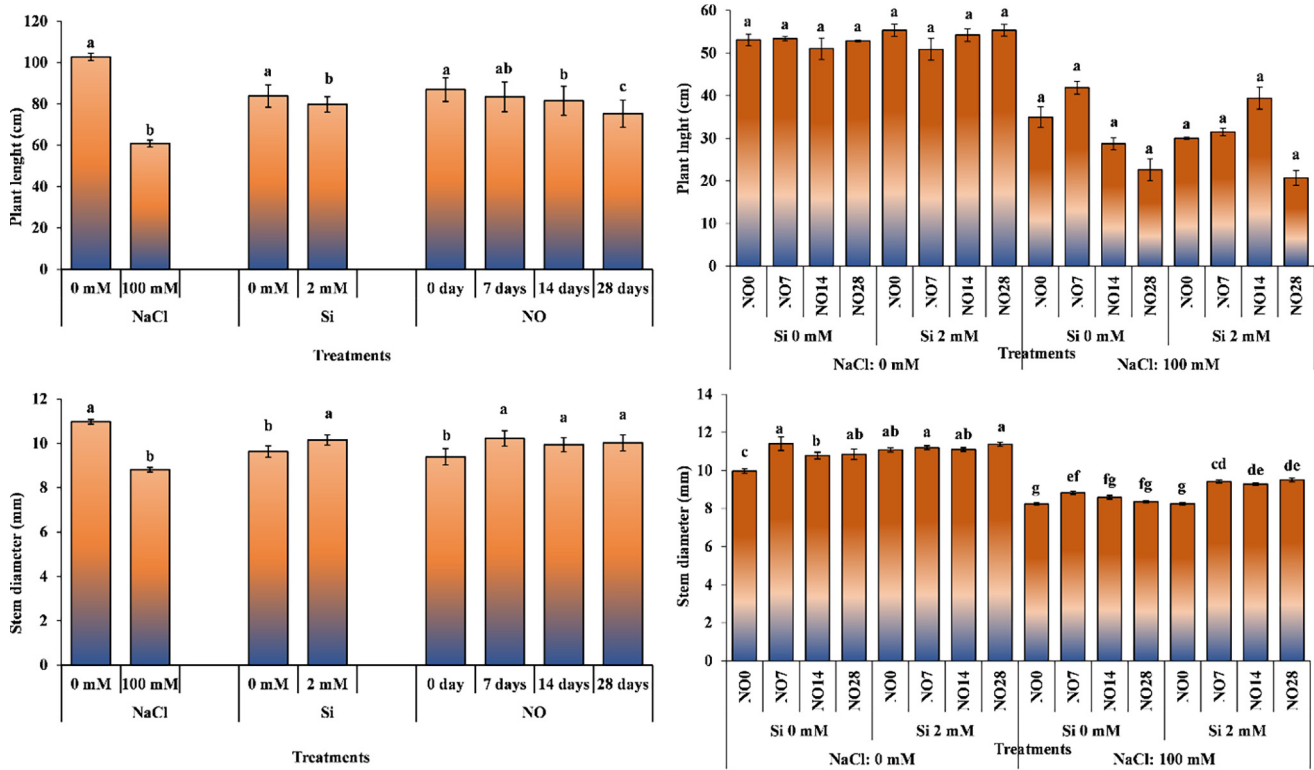 a
b
a
b
a
ab
b
c
120
100
80
60
40
20
0
Plant lenght (cm)
0 mM 100 mM 0 mM 2 mM 0 day 7 days 14 days 28 days
NaCl Si NO
Treatments
a a a a a a a a a a a a a a a a
60
50
40
30
20
10
0
Plant lnght (cm)
NO0 NO7 NO14 NO28 NO0 NO7 NO14 NO28 NO0 NO7 NO14 NO28 NO0 NO7 NO14 NO28
Si 0 mM Si 2 mM Si 0 mM Si 2 mM
Treatments
NaCl: 0 mM NaCl: 100 mM
a b b a b a a a
12
10
8
6
4
2
0
Stem diameter (mm)
0 mM 100 mM 0 mM 2 mM 0 day 7 days 14 days 28 days
NaCl Si NO
Treatments
c a b ab ab a ab a g ef fg fg g cd de de
14
12
10
8
6
4
2
0
Stem diameter (mm)
NO0 NO7 NO14 NO28 NO0 NO7 NO14 NO28 NO0 NO7 NO14 NO28 NO0 NO7 NO14 NO28
Si 0 mM Si 2 mM Si 0 mM Si 2 mM
Treatments
NaCl: 0 mM NaCl: 100 mM